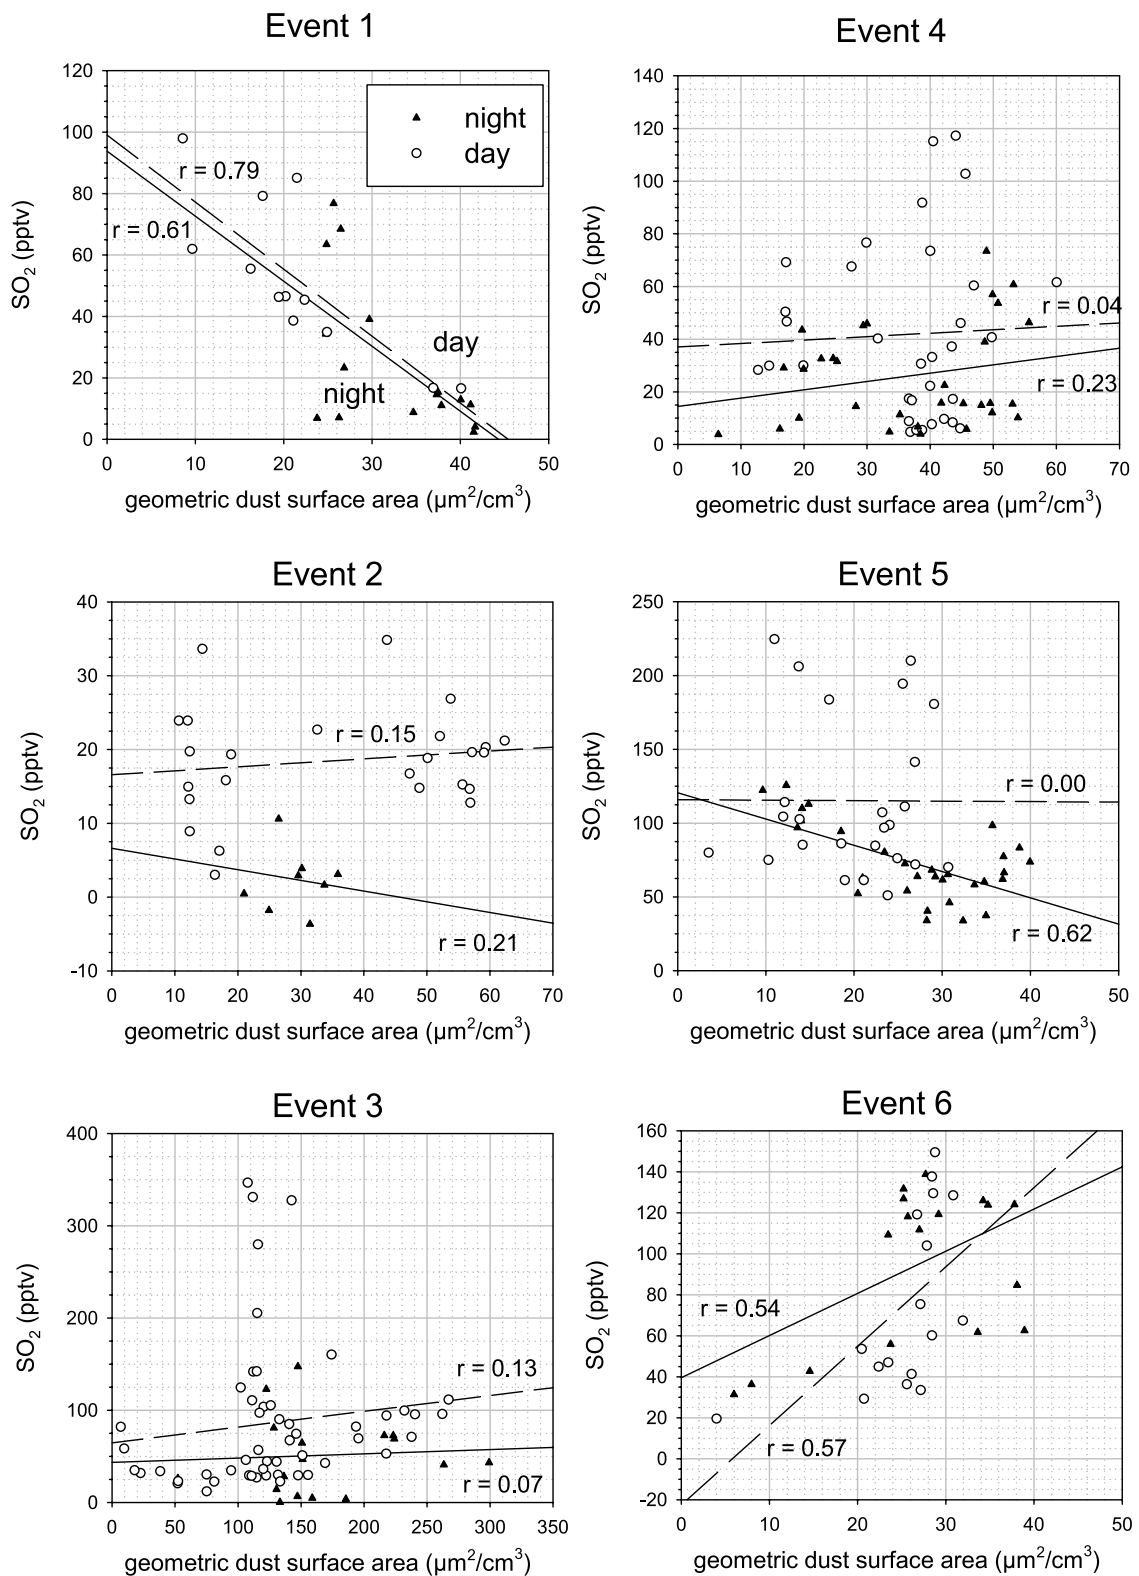 Event 1
120
100
80
60
40
20
0
SO₂ (pptv)
night
day
r = 0.79
r = 0.61
day
night
0 10 20 30 40 50
geometric dust surface area (µm²/cm³)
Event 4
140
120
100
80
60
40
20
0
SO₂ (pptv)
r = 0.04
r = 0.23
0 10 20 30 40 50 60 70
geometric dust surface area (µm²/cm³)
Event 2
40
35
30
25
20
15
10
5
0
-10
SO₂ (pptv)
r = 0.15
r = 0.21
0 10 20 30 40 50 60 70
geometric dust surface area (µm²/cm³)
Event 5
250
200
150
100
50
0
SO₂ (pptv)
r = 0.00
r = 0.62
0 10 20 30 40 50
geometric dust surface area (µm²/cm³)
Event 3
400
350
300
250
200
150
100
50
0
SO₂ (pptv)
r = 0.13
r = 0.07
0 50 100 150 200 250 300 350
geometric dust surface area (µm²/cm³)
Event 6
160
140
120
100
80
60
40
20
0
-20
SO₂ (pptv)
r = 0.54
r = 0.57
0 10 20 30 40 50
geometric dust surface area (µm²/cm³)